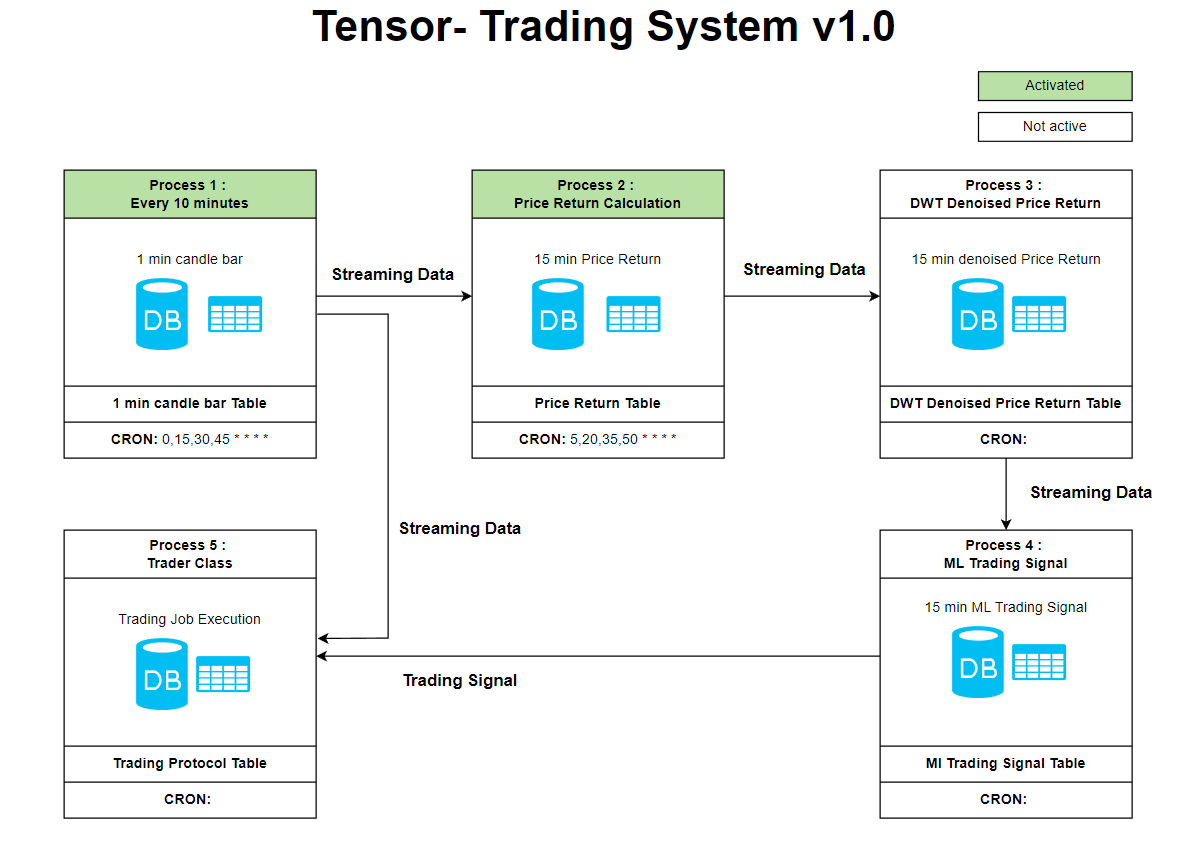 Tensor- Trading System v1.0
Activated
Not active
Process 1 :
Every 10 minutes
1 min candle bar
DB
1 min candle bar Table
CRON: 0,15,30,45 * * * *
Streaming Data
Process 2 :
Price Return Calculation
15 min Price Return
DB
Price Return Table
CRON: 5,20,35,50 * * * *
Streaming Data
Process 3 :
DWT Denoised Price Return
15 min denoised Price Return
DB
DWT Denoised Price Return Table
CRON:
Streaming Data
Streaming Data
Process 5 :
Trader Class
Trading Job Execution
DB
Trading Protocol Table
CRON:
Trading Signal
Process 4 :
ML Trading Signal
15 min ML Trading Signal
DB
Ml Trading Signal Table
CRON: